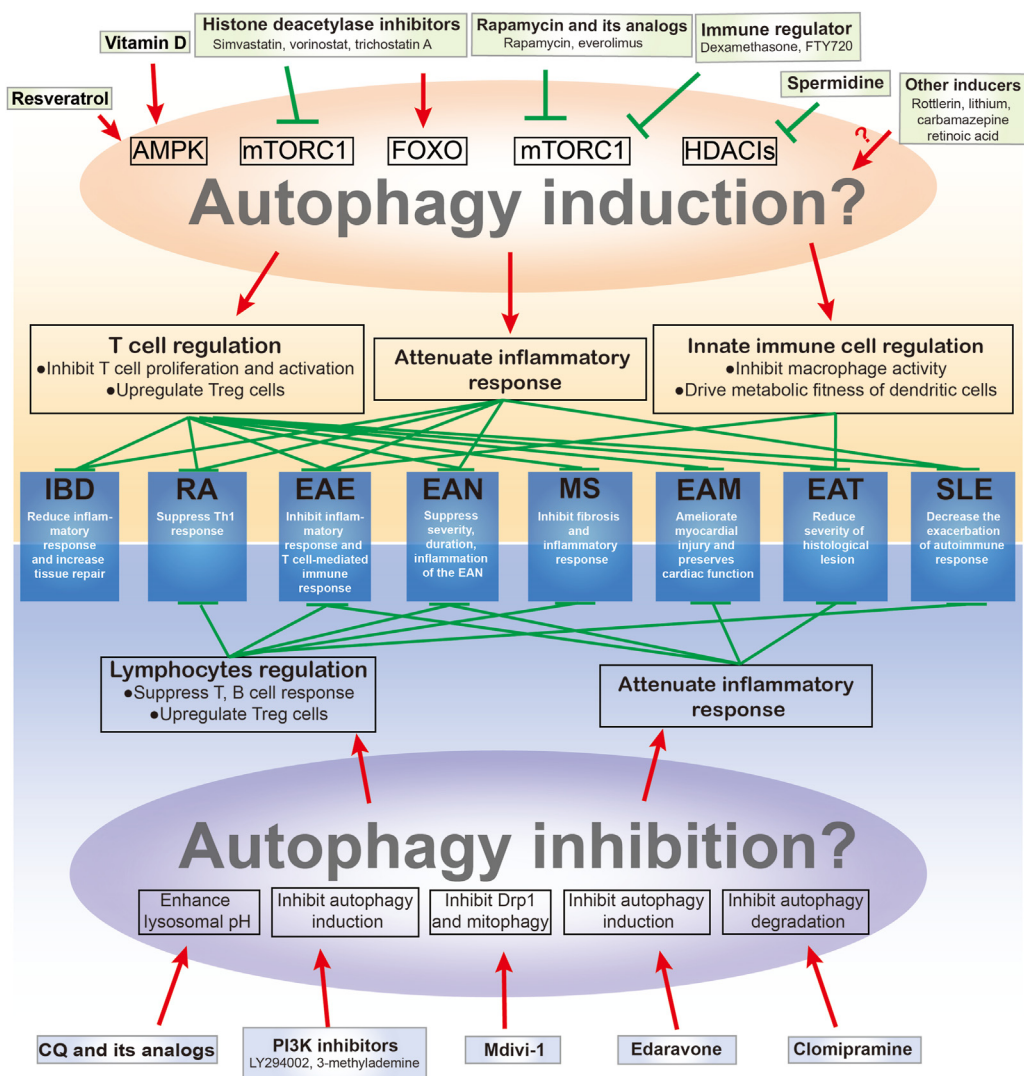 Histone deacetylase inhibitors
Simvastatin, vorinostat, trichostatin A
Rapamycin and its analogs
Rapamycin, everolimus
Immune regulator
Dexamethasone, FTY720
Vitamin D
Spermidine
Other inducers
Rottlerin, lithium,
carbamazepine
retinoic acid
Resveratrol
?
AMPK
mTORC1
FOXO
mTORC1
HDACIs
Autophagy induction?
T cell regulation
●Inhibit T cell proliferation and activation
●Upregulate Treg cells
Attenuate inflammatory
response
Innate immune cell regulation
●Inhibit macrophage activity
●Drive metabolic fitness of dendritic cells
IBD
Reduce inflam-
matory
response
and increase
tissue repair
RA
Suppress Th1
response
EAE
Inhibit inflam-
matory
response and
T cell-mediated
immune
response
EAN
Suppress
severity,
duration,
inflammation
of the EAN
MS
Inhibit fibrosis
and
inflammatory
response
EAM
Ameliorate
myocardial
injury and
preserves
cardiac function
EAT
Reduce
severity of
histological
lesion
SLE
Decrease the
exacerbation
of autoimmune
response
Lymphocytes regulation
●Suppress T, B cell response
●Upregulate Treg cells
Attenuate inflammatory
response
Autophagy inhibition?
Enhance
lysosomal pH
Inhibit autophagy
induction
Inhibit Drp1
and mitophagy
Inhibit autophagy
induction
Inhibit autophagy
degradation
CQ and its analogs
PI3K inhibitors
LY294002, 3-methylademine
Mdivi-1
Edaravone
Clomipramine